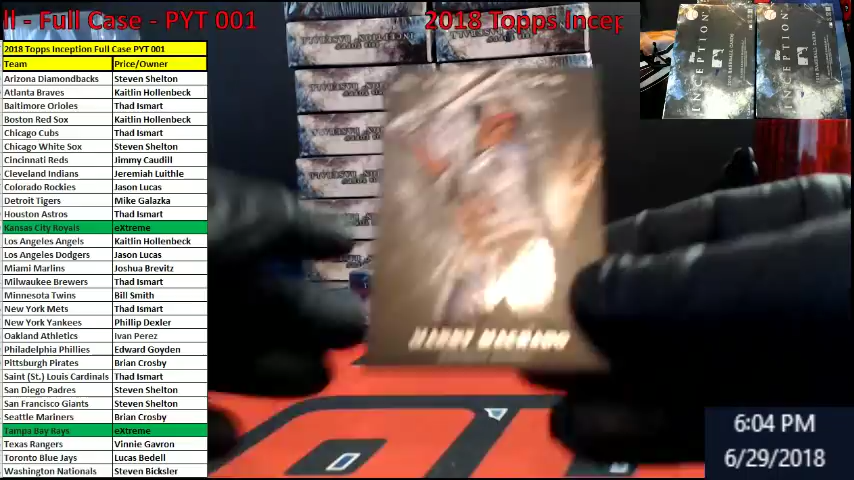 ll - Full Case - PYT 001
2018 Topps Incep
2018 Topps Inception Full Case PYT 001
Team Price/Owner
Arizona Diamondbacks Steven Shelton
Atlanta Braves Kaitlin Hollenbeck
Baltimore Orioles Thad Ismart
Boston Red Sox Kaitlin Hollenbeck
Chicago Cubs Thad Ismart
Chicago White Sox Steven Shelton
Cincinnati Reds Jimmy Caudill
Cleveland Indians Jeremiah Luithle
Colorado Rockies Jason Lucas
Detroit Tigers Mike Galazka
Houston Astros Thad Ismart
Kansas City Royals eXtreme
Los Angeles Angels Kaitlin Hollenbeck
Los Angeles Dodgers Jason Lucas
Miami Marlins Joshua Brevitz
Milwaukee Brewers Thad Ismart
Minnesota Twins Bill Smith
New York Mets Thad Ismart
New York Yankees Phillip Dexler
Oakland Athletics Ivan Perez
Philadelphia Phillies Edward Goyden
Pittsburgh Pirates Brian Crosby
Saint (St.) Louis Cardinals Thad Ismart
San Diego Padres Steven Shelton
San Francisco Giants Steven Shelton
Seattle Mariners Brian Crosby
Tampa Bay Rays eXtreme
Texas Rangers Vinnie Gavron
Toronto Blue Jays Lucas Bedell
Washington Nationals Steven Bicksler
INCEPTION
INCEPTION
MANNY MACHADO
6:04 PM
6/29/2018